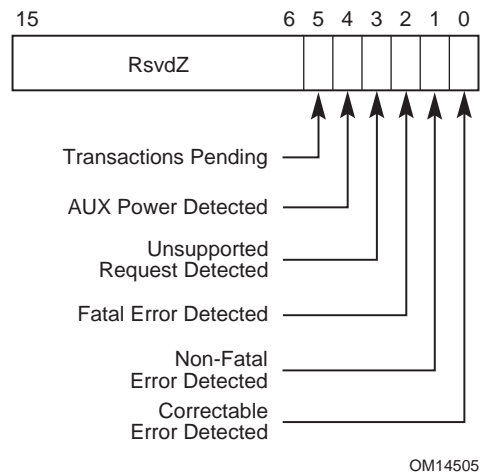 15 6 5 4 3 2 1 0
RsvdZ
Transactions Pending
AUX Power Detected
Unsupported
Request Detected
Fatal Error Detected
Non-Fatal
Error Detected
Correctable
Error Detected
OM14505